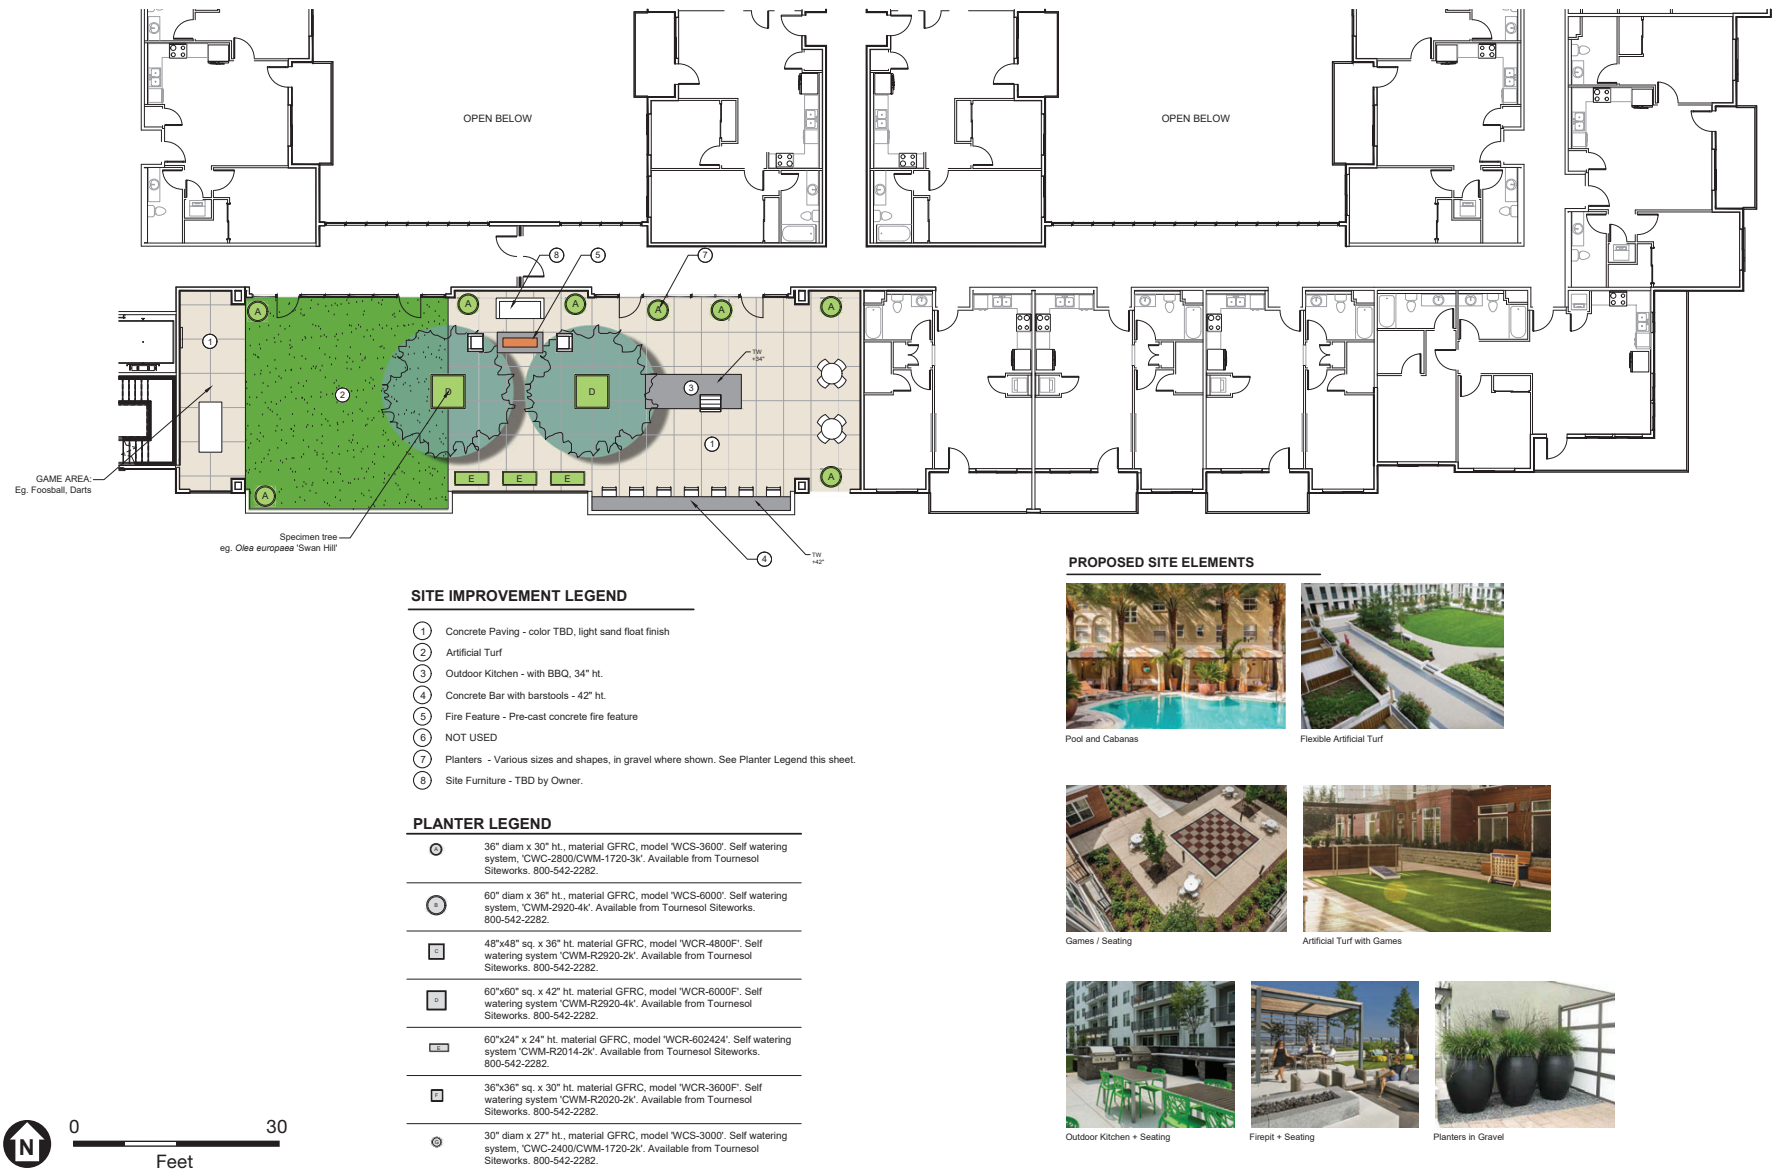 OPEN BELOW
OPEN BELOW
8
5
7
A
A
A
A
A
A
1
TW
+34"
3
2
D
D
1
GAME AREA:
Eg. Foosball, Darts
E
E
E
A
A
Specimen tree
eg. Olea europaea 'Swan Hill'
4
TW
+42"
SITE IMPROVEMENT LEGEND
1 Concrete Paving - color TBD, light sand float finish
2 Artificial Turf
3 Outdoor Kitchen - with BBQ, 34" ht.
4 Concrete Bar with barstools - 42" ht.
5 Fire Feature - Pre-cast concrete fire feature
6 NOT USED
7 Planters - Various sizes and shapes, in gravel where shown. See Planter Legend this sheet.
8 Site Furniture - TBD by Owner.
PLANTER LEGEND
A 36" diam x 30" ht., material GFRC, model 'WCS-3600'. Self watering
system, 'CWC-2800/CWM-1720-3k'. Available from Tournesol
Siteworks. 800-542-2282.
B 60" diam x 36" ht., material GFRC, model 'WCS-6000'. Self watering
system, 'CWM-2920-4k'. Available from Tournesol Siteworks.
800-542-2282.
C 48"x48" sq. x 36" ht. material GFRC, model 'WCR-4800F'. Self
watering system 'CWM-R2920-2k'. Available from Tournesol
Siteworks. 800-542-2282.
D 60"x60" sq. x 42" ht. material GFRC, model 'WCR-6000F'. Self
watering system 'CWM-R2920-4k'. Available from Tournesol
Siteworks. 800-542-2282.
E 60"x24" x 24" ht. material GFRC, model 'WCR-602424'. Self watering
system 'CWM-R2014-2k'. Available from Tournesol Siteworks.
800-542-2282.
F 36"x36" sq. x 30" ht. material GFRC, model 'WCR-3600F'. Self
watering system 'CWM-R2020-2k'. Available from Tournesol
Siteworks. 800-542-2282.
G 30" diam x 27" ht., material GFRC, model 'WCS-3000'. Self watering
system, 'CWC-2400/CWM-1720-2k'. Available from Tournesol
Siteworks. 800-542-2282.
PROPOSED SITE ELEMENTS
Pool and Cabanas
Flexible Artificial Turf
Games / Seating
Artificial Turf with Games
Outdoor Kitchen + Seating
Firepit + Seating
Planters in Gravel
N
0
30
Feet